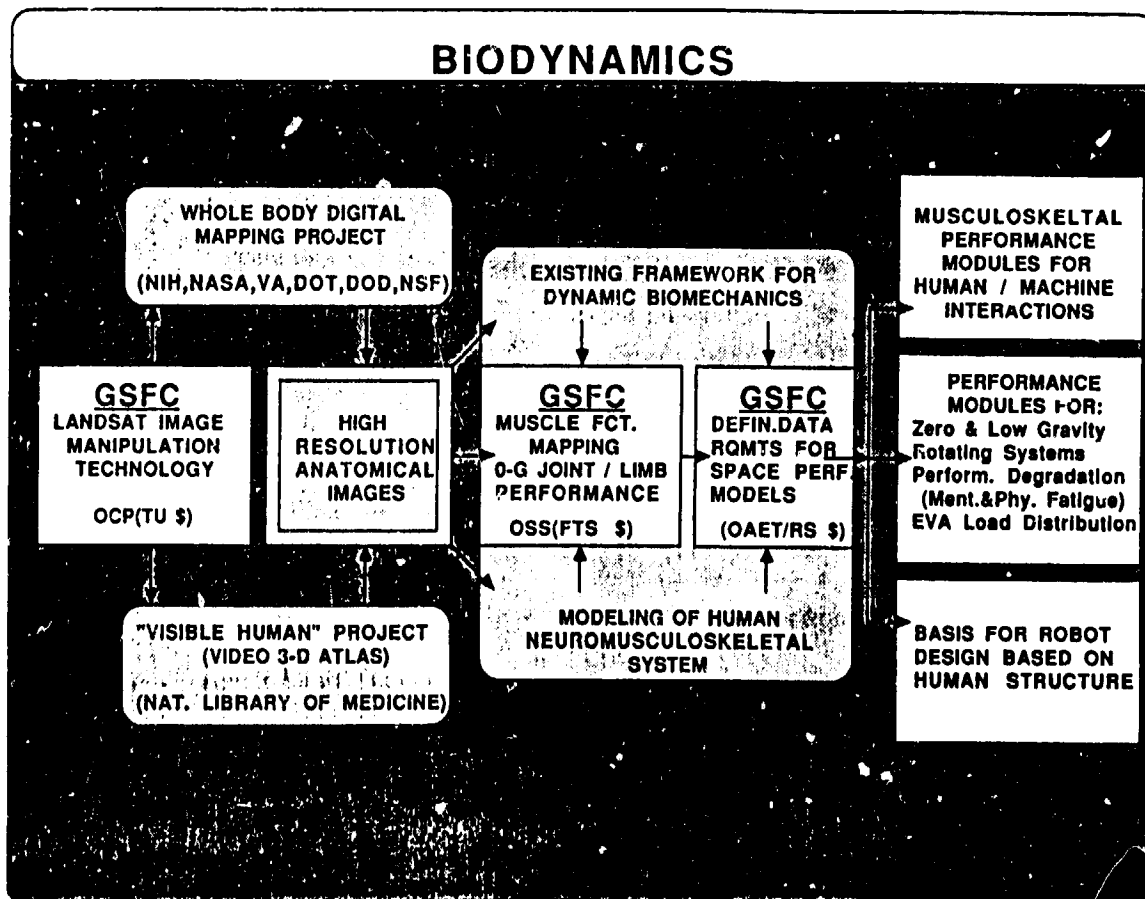 BIODYNAMICS
WHOLE BODY DIGITAL
MAPPING PROJECT
(NIH,NASA,VA,DOT,DOD,NSF)
GSFC
LANDSAT IMAGE
MANIPULATION
TECHNOLOGY
OCP(TU $)
HIGH
RESOLUTION
ANATOMICAL
IMAGES
"VISIBLE HUMAN" PROJECT
(VIDEO 3-D ATLAS)
(NAT. LIBRARY OF MEDICINE)
EXISTING FRAMEWORK FOR
DYNAMIC BIOMECHANICS
GSFC
MUSCLE FCT.
MAPPING
0-G JOINT / LIMB
PERFORMANCE
OSS(FTS $)
GSFC
DEFIN.DATA
RQMTS FOR
SPACE PERF.
MODELS
(OAET/RS $)
MODELING OF HUMAN
NEUROMUSCULOSKELETAL
SYSTEM
MUSCULOSKELTAL
PERFORMANCE
MODULES FOR
HUMAN / MACHINE
INTERACTIONS
PERFORMANCE
MODULES FOR:
Zero & Low Gravity
Rotating Systems
Perform. Degradation
(Ment.&Phy. Fatigue)
EVA Load Distribution
BASIS FOR ROBOT
DESIGN BASED ON
HUMAN STRUCTURE